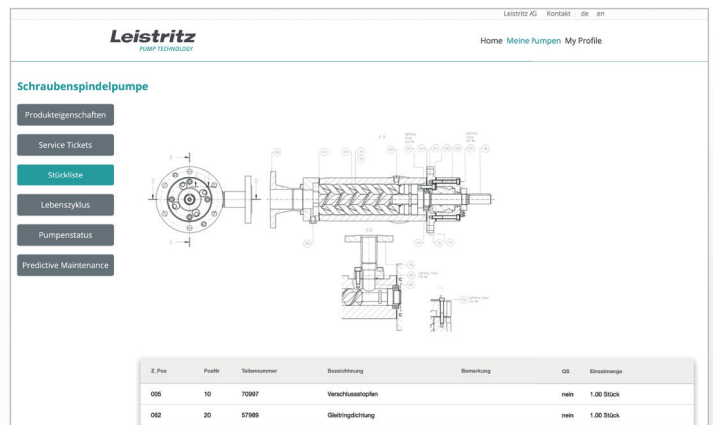 Leistritz AG Kontakt de en
Leistritz
PUMP TECHNOLOGY
Home Meine Pumpen My Profile
Schraubenspindelpumpe
Produkteigenschaften
Service Tickets
Stückliste
Lebenszyklus
Pumpenstatus
Predictive Maintenance
Z_Pos PosNr Teilennummer Bezsichhnung Bemerkung QS Einzelmenge
005 10 70997 Verschlussstopfen nein 1.00 Stück
062 20 57989 Gleitringdichtung nein 1.00 Stück